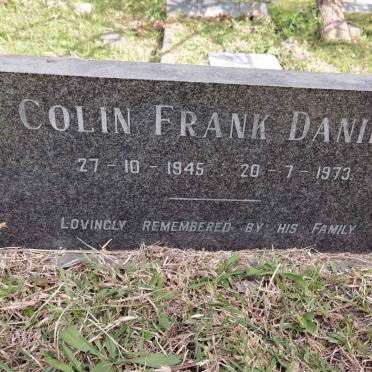 COLIN FRANK
27-10-1945 : 20-7-1973
LOVINGLY REMEMBERED BY HIS FAMILY